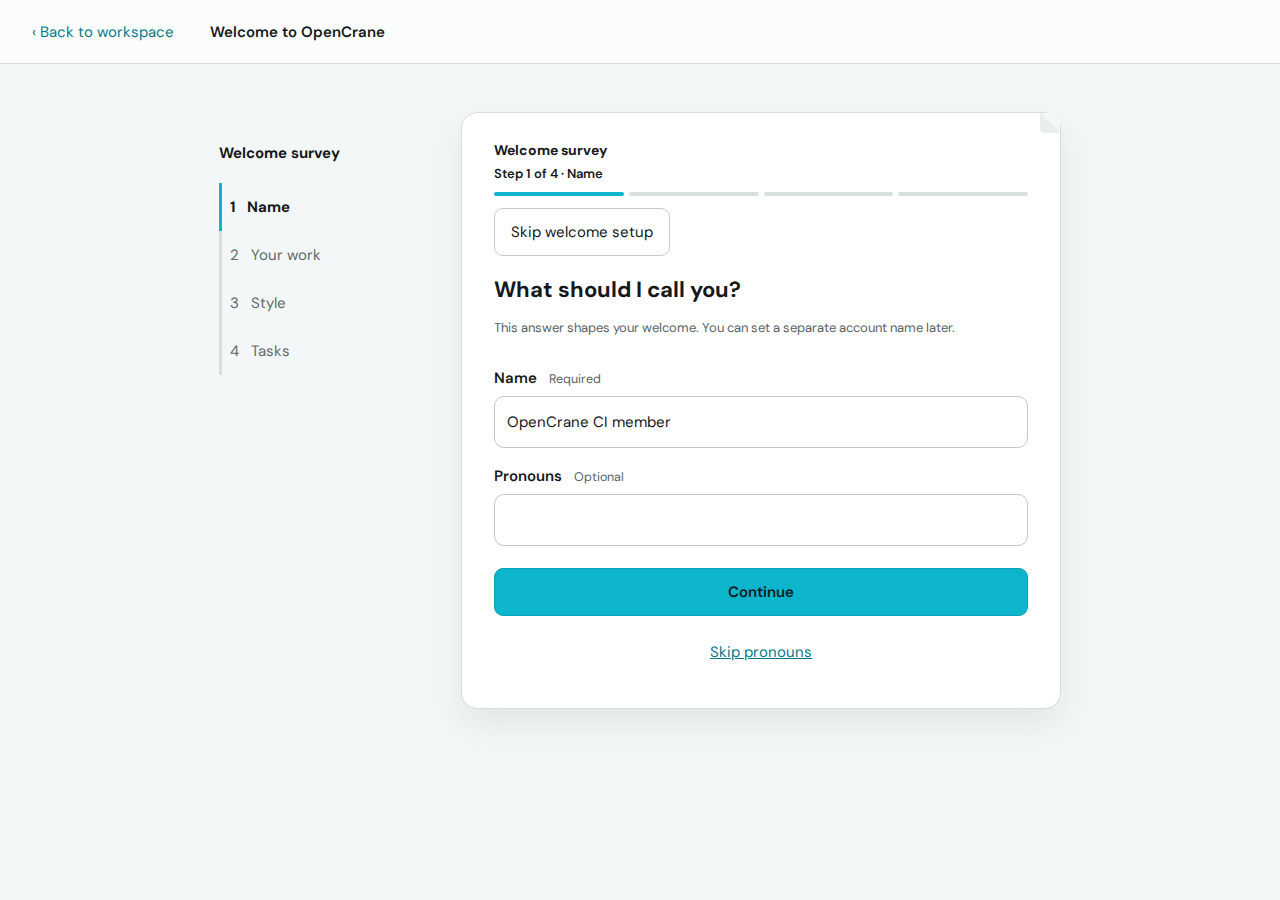 ‹ Back to workspace
Welcome to OpenCrane
Welcome survey
1 Name
2 Your work
3 Style
4 Tasks
Welcome survey
Step 1 of 4 · Name
Skip welcome setup
What should I call you?
This answer shapes your welcome. You can set a separate account name later.
Name Required
OpenCrane CI member
Pronouns Optional
Continue
Skip pronouns